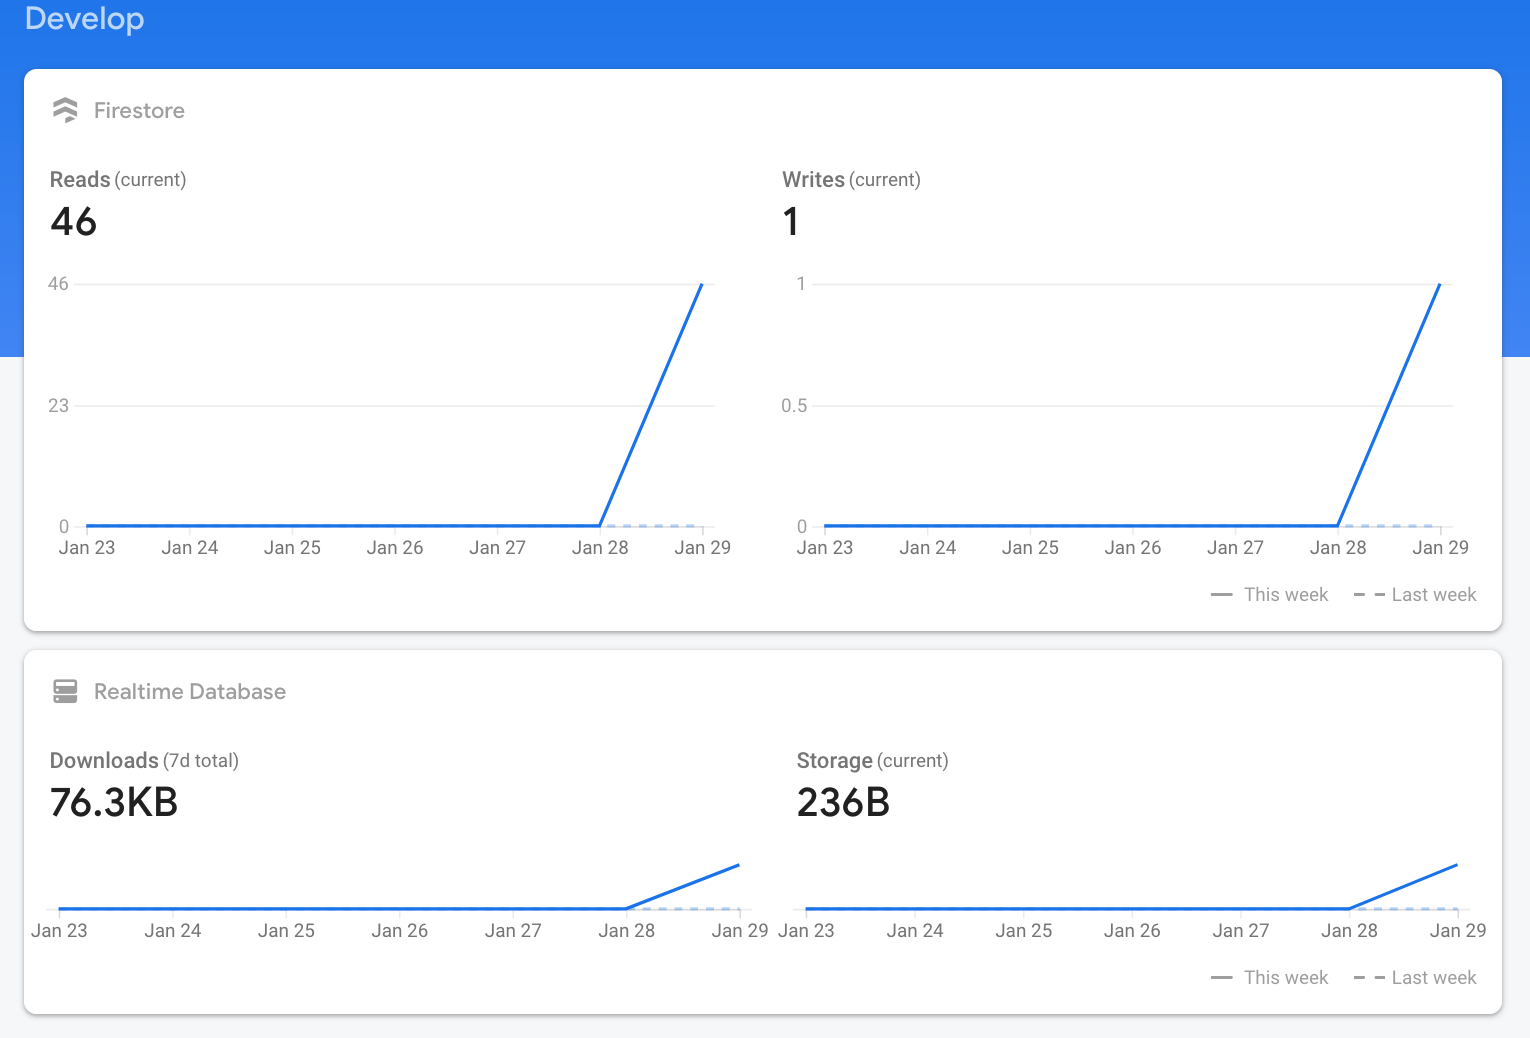 Develop
Firestore
Reads (current)
46
46
23
0
Jan 23 Jan 24 Jan 25 Jan 26 Jan 27 Jan 28 Jan 29
Writes (current)
1
1
0.5
0
Jan 23 Jan 24 Jan 25 Jan 26 Jan 27 Jan 28 Jan 29
This week Last week
Realtime Database
Downloads (7d total)
76.3KB
Jan 23 Jan 24 Jan 25 Jan 26 Jan 27 Jan 28 Jan 29
Storage (current)
236B
Jan 23 Jan 24 Jan 25 Jan 26 Jan 27 Jan 28 Jan 29
This week Last week